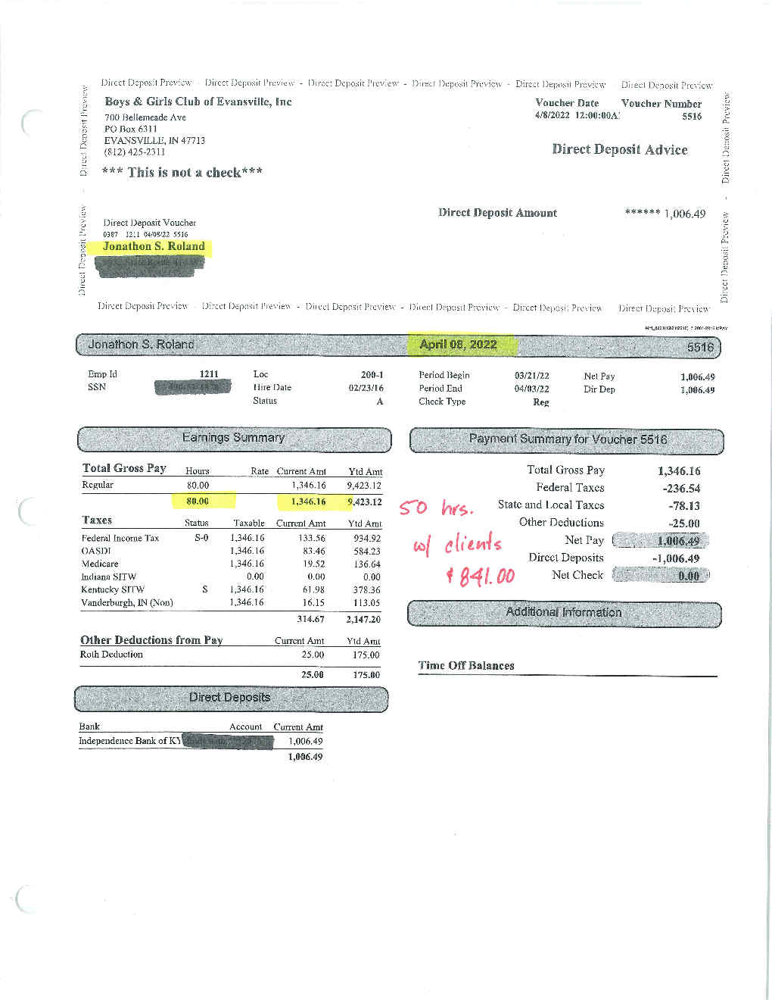 Direct Deposit Preview - Direct Deposit Preview - Direct Deposit Preview - Direct Deposit Preview - Direct Deposit Preview Direct Deposit Preview
Direct Deposit Preview - Direct Deposit Preview
Boys & Girls Club of Evansville, Inc
700 Bellemeade Ave
PO Box 6311
EVANSVILLE, IN 47713
(812) 425-2311
*** This is not a check***
Voucher Date Voucher Number
4/8/2022 12:00:00A 5516
Direct Deposit Advice
Direct Deposit Preview - Direct Deposit Preview
Direct Deposit Amount ****** 1,006.49
Direct Deposit Voucher
0387 1211 04/08/22 5516
Jonathon S. Roland
Direct Deposit Preview - Direct Deposit Preview - Direct Deposit Preview - Direct Deposit Preview - Direct Deposit Preview Direct Deposit Preview
Jonathon S. Roland April 08, 2022 5516
Emp Id 1211 Loc 200-1 Period Begin 03/21/22 Net Pay 1,006.49
SSN Hire Date 02/23/16 Period End 04/03/22 Dir Dep 1,006.49
Status A Check Type Reg
Earnings Summary
Total Gross Pay Hours Rate Current Amt Ytd Amt
Regular 80.00 1,346.16 9,423.12
80.00 1,346.16 9,423.12
Taxes Status Taxable Current Amt Ytd Amt
Federal Income Tax S-0 1,346.16 133.56 934.92
OASDI 1,346.16 83.46 584.23
Medicare 1,346.16 19.52 136.64
Indiana SITW 0.00 0.00 0.00
Kentucky SITW S 1,346.16 61.98 378.36
Vanderburgh, IN (Non) 1,346.16 16.15 113.05
314.67 2,147.20
Other Deductions from Pay Current Amt Ytd Amt
Roth Deduction 25.00 175.00
25.00 175.00
Direct Deposits
Bank Account Current Amt
Independence Bank of KY 1,006.49
1,006.49
Payment Summary for Voucher 5516
Total Gross Pay 1,346.16
Federal Taxes -236.54
State and Local Taxes -78.13
Other Deductions -25.00
Net Pay 1,006.49
Direct Deposits -1,006.49
Net Check 0.00
50 hrs.
w/ clients
$ 841.00
Additional Information
Time Off Balances